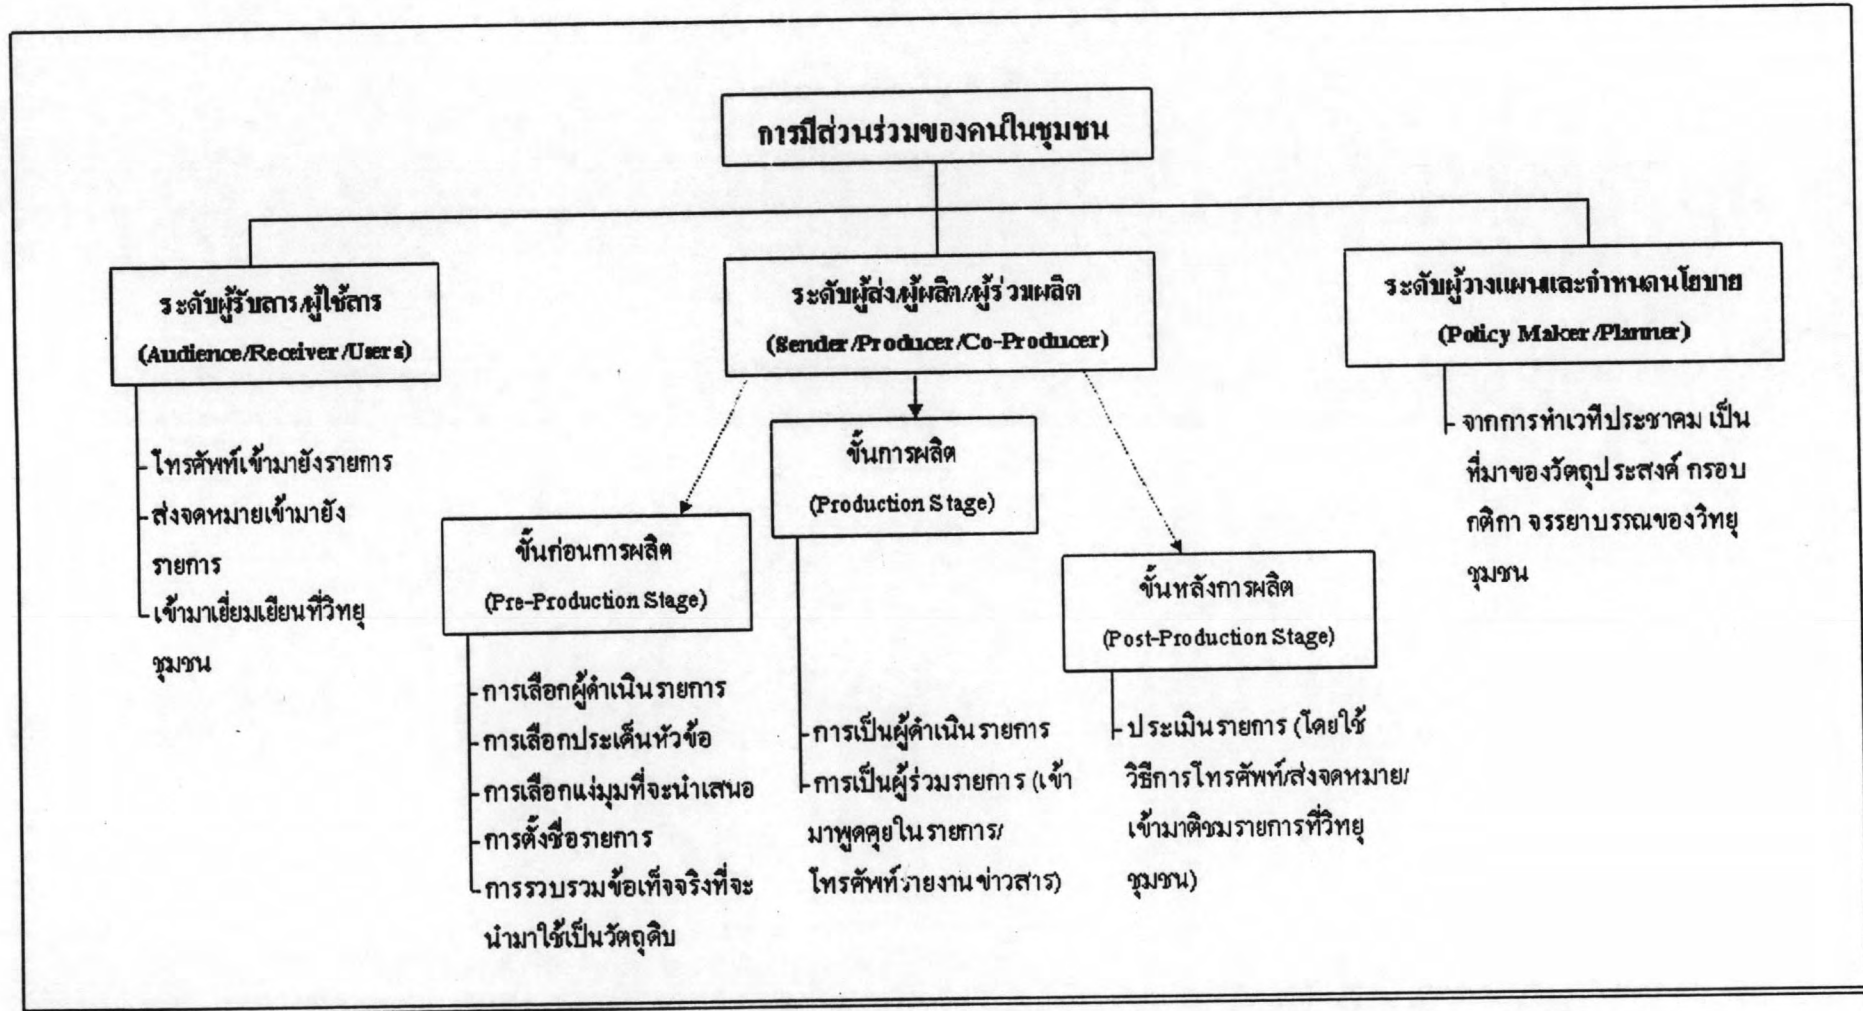 การมีส่วนร่วมของคนในชุมชน
ระดับผู้รับสาร/ผู้ใช้สาร
(Audience/Receiver/Users)
- โทรศัพท์เข้ามายังรายการ
- ส่งจดหมายเข้ามายัง
รายการ
- เข้ามาเยี่ยมเยียนที่วิทยุ
ชุมชน
ระดับผู้ส่ง/ผู้ผลิต/ผู้ร่วมผลิต
(Sender/Producer/Co-Producer)
ขั้นก่อนการผลิต
(Pre-Production Stage)
- การเลือกผู้ดำเนินรายการ
- การเลือกประเด็นหัวข้อ
- การเลือกแง่มุมที่จะนำเสนอ
- การตั้งชื่อรายการ
- การรวบรวมข้อเท็จจริงที่จะ
นำมาใช้เป็นวัตถุดิบ
ขั้นการผลิต
(Production Stage)
- การเป็นผู้ดำเนินรายการ
- การเป็นผู้ร่วมรายการ (เข้า
มาพูดคุยในรายการ/
โทรศัพท์รายงานข่าวสาร)
ขั้นหลังการผลิต
(Post-Production Stage)
- ประเมินรายการ (โดยใช้
วิธีการโทรศัพท์/ส่งจดหมาย/
เข้ามาติชมรายการที่วิทยุ
ชุมชน)
ระดับผู้วางแผนและกำหนดนโยบาย
(Policy Maker/Planner)
- จากการทำเวทีประชาคม เป็น
ที่มาของวัตถุประสงค์ กรอบ
กติกา จรรยาบรรณของวิทยุ
ชุมชน